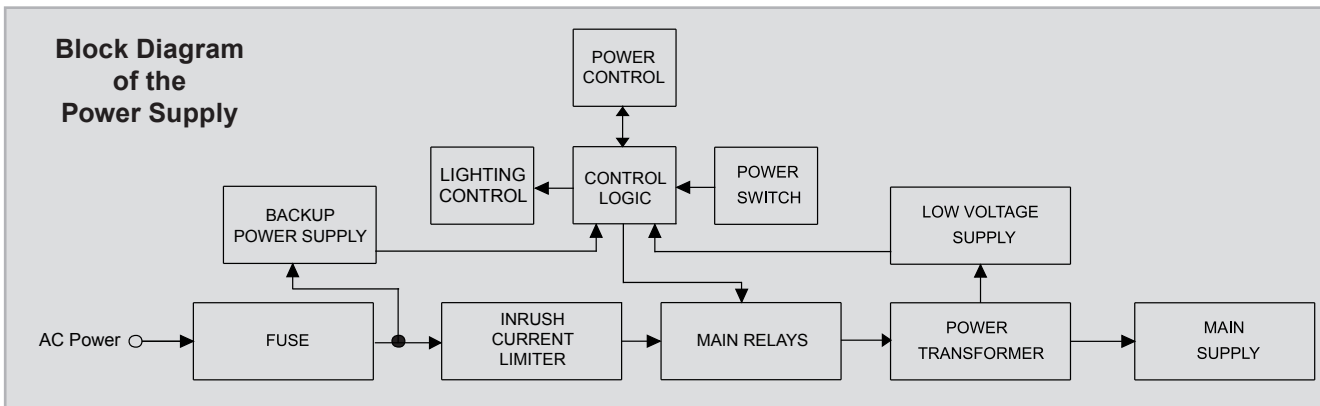 Block Diagram
of the
Power Supply
POWER
CONTROL
LIGHTING
CONTROL
CONTROL
LOGIC
POWER
SWITCH
BACKUP
POWER SUPPLY
LOW VOLTAGE
SUPPLY
AC Power
FUSE
INRUSH
CURRENT
LIMITER
MAIN RELAYS
POWER
TRANSFORMER
MAIN
SUPPLY